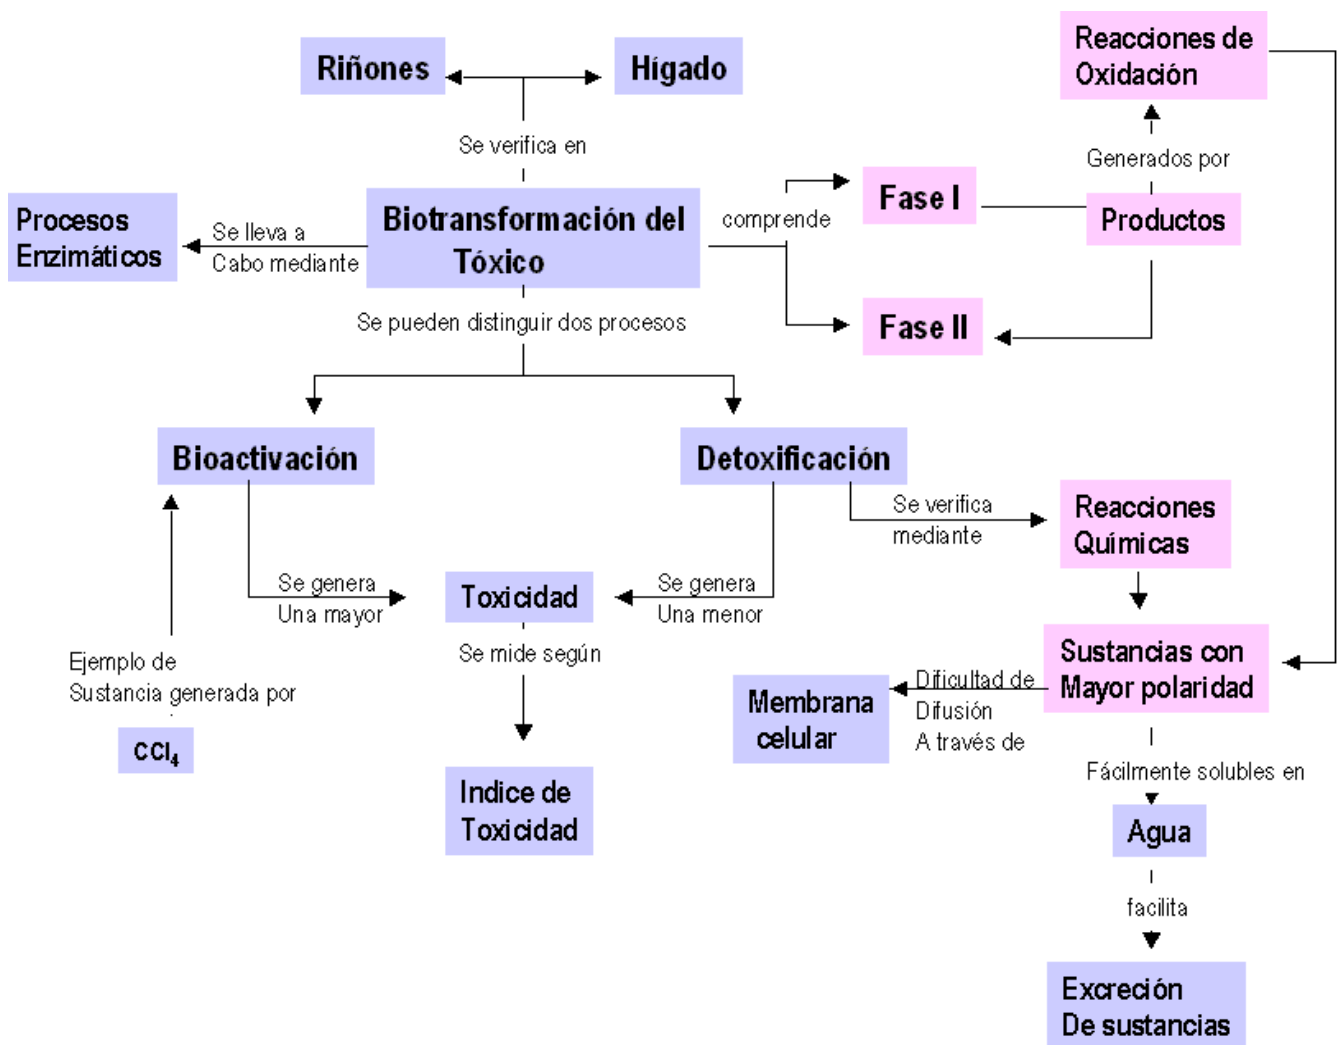 Riñones
Hígado
Reacciones de
Oxidación
Se verifica en
Generados por
Procesos
Enzimáticos
Se lleva a
Cabo mediante
Biotransformación del
Tóxico
comprende
Fase I
Productos
Se pueden distinguir dos procesos
Fase II
Bioactivación
Detoxificación
Se verifica
mediante
Reacciones
Químicas
Se genera
Una mayor
Toxicidad
Se genera
Una menor
Ejemplo de
Sustancia generada por
Se mide según
Sustancias con
Mayor polaridad
Dificultad de
Difusión
A través de
Membrana
celular
CCl₄
Indice de
Toxicidad
Fácilmente solubles en
Agua
facilita
Excreción
De sustancias